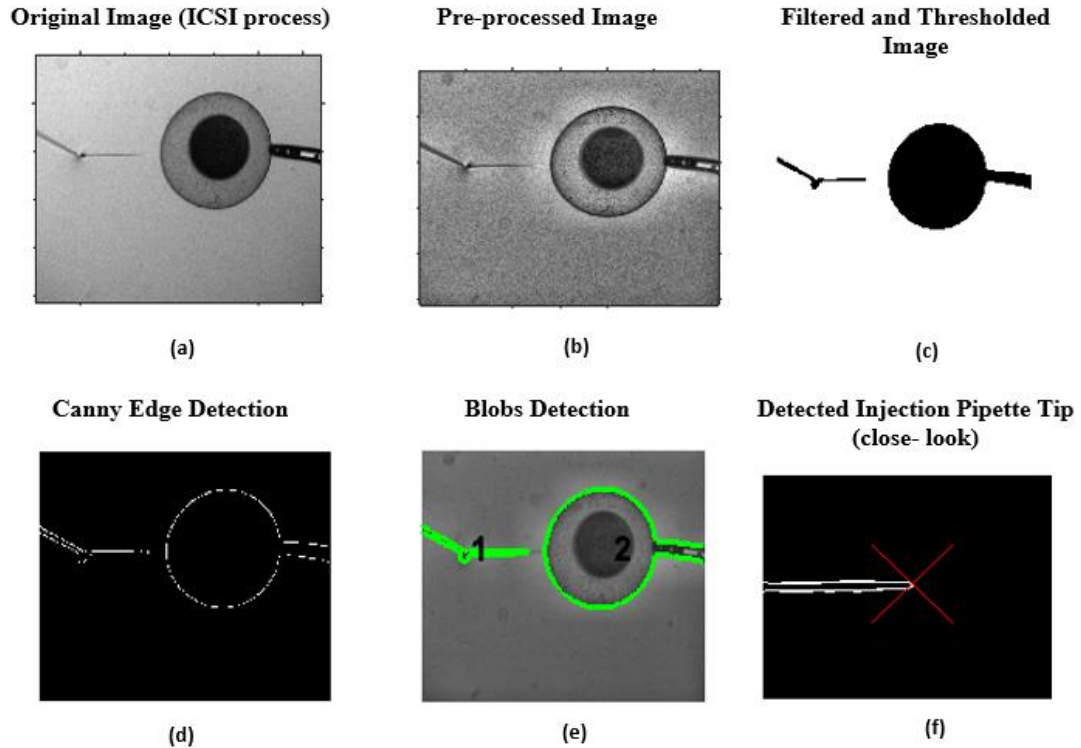 Original Image (ICSI process)
Pre-processed Image
Filtered and Thresholded
Image
(a)
(b)
(c)
Canny Edge Detection
Blobs Detection
Detected Injection Pipette Tip
(close- look)
1
2
(d)
(e)
(f)